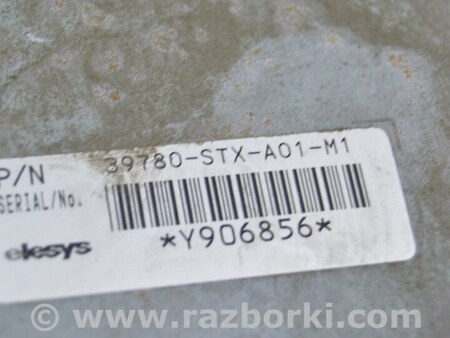 P/N 39780-STX-A01-M1
SERIAL/No.
*Y906856*
elesys
© www.razborki.com